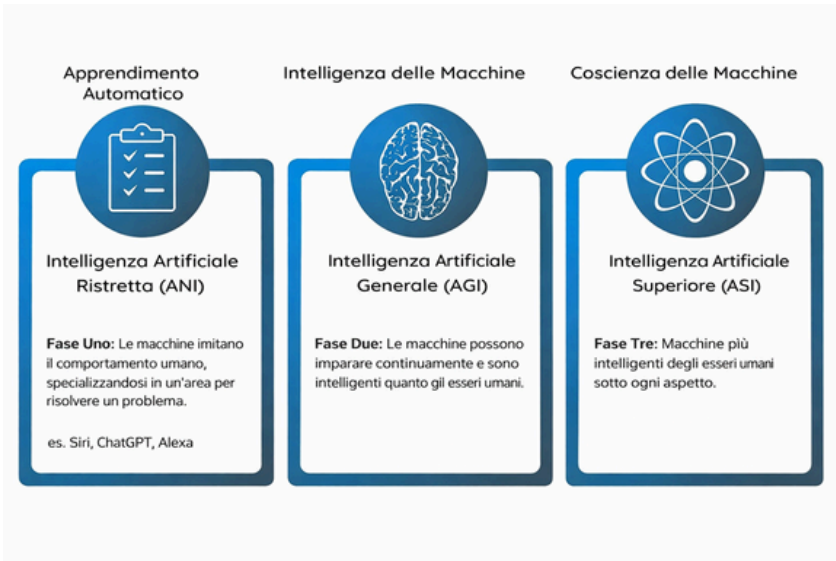 Apprendimento
Automatico
Intelligenza Artificiale
Ristretta (ANI)
Fase Uno: Le macchine imitano
il comportamento umano,
specializzandosi in un'area per
risolvere un problema.
es. Siri, ChatGPT, Alexa
Intelligenza delle Macchine
Intelligenza Artificiale
Generale (AGI)
Fase Due: Le macchine possono
imparare continuamente e sono
intelligenti quanto gil esseri umani.
Coscienza delle Macchine
Intelligenza Artificiale
Superiore (ASI)
Fase Tre: Macchine pìù
intelligenti degli esseri umani
sotto ogni aspetto.